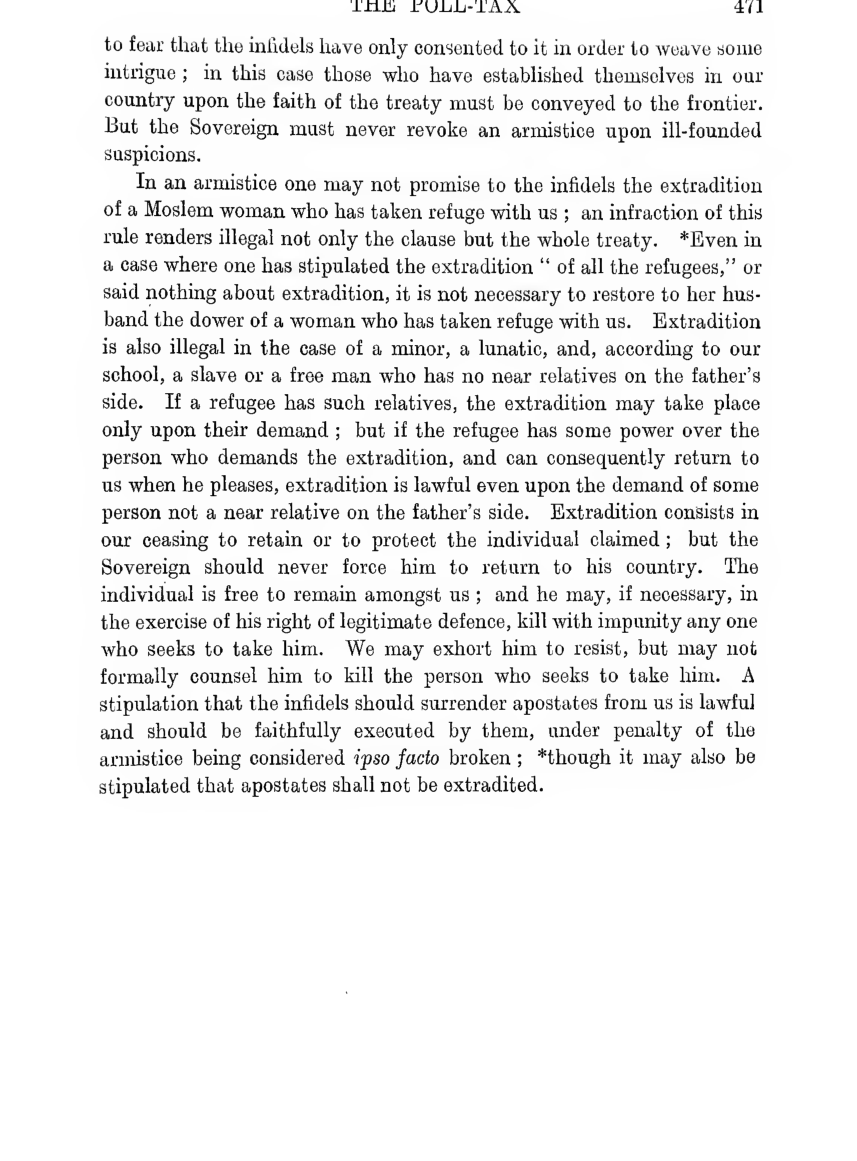 THE POLL-TAX 471
to fear that the infidels have only consented to it in order to weave some
intrigue ; in this case those who have established themselves in our
country upon the faith of the treaty must be conveyed to the frontier.
But the Sovereign must never revoke an armistice upon ill-founded
suspicions.
In an armistice one may not promise to the infidels the extradition
of a Moslem woman who has taken refuge with us ; an infraction of this
rule renders illegal not only the clause but the whole treaty. *Even in
a case where one has stipulated the extradition “ of all the refugees,” or
said nothing about extradition, it is not necessary to restore to her hus-
band the dower of a woman who has taken refuge with us. Extradition
is also illegal in the case of a minor, a lunatic, and, according to our
school, a slave or a free man who has no near relatives on the father’s
side. If a refugee has such relatives, the extradition may take place
only upon their demand ; but if the refugee has some power over the
person who demands the extradition, and can consequently return to
us when he pleases, extradition is lawful even upon the demand of some
person not a near relative on the father’s side. Extradition consists in
our ceasing to retain or to protect the individual claimed ; but the
Sovereign should never force him to return to his country. The
individual is free to remain amongst us ; and he may, if necessary, in
the exercise of his right of legitimate defence, kill with impunity any one
who seeks to take him. We may exhort him to resist, but may not
formally counsel him to kill the person who seeks to take him. A
stipulation that the infidels should surrender apostates from us is lawful
and should be faithfully executed by them, under penalty of the
armistice being considered ipso facto broken ; *though it may also be
stipulated that apostates shall not be extradited.